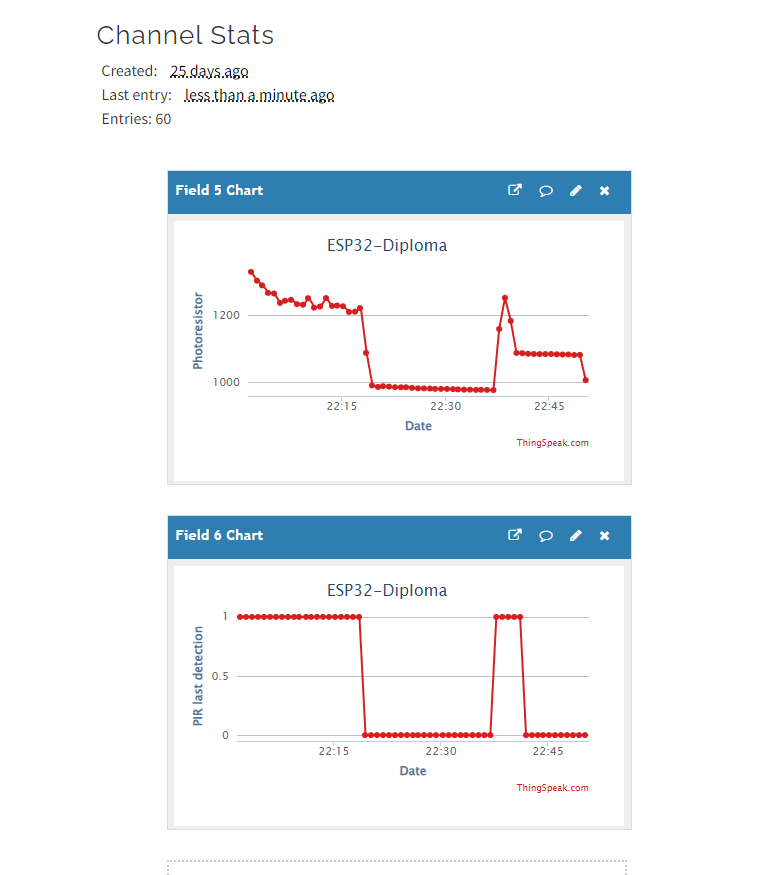 Channel Stats
Created: 25 days ago
Last entry: less than a minute ago
Entries: 60
Field 5 Chart
ESP32-Diploma
Photoresistor
1200
1000
22:15 22:30 22:45
Date
ThingSpeak.com
Field 6 Chart
ESP32-Diploma
PIR last detection
1
0.5
0
22:15 22:30 22:45
Date
ThingSpeak.com